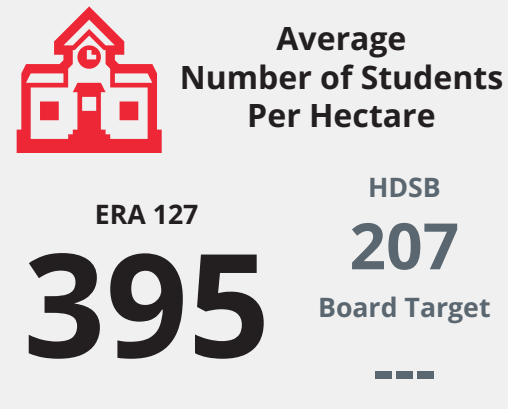 Average
Number of Students
Per Hectare
ERA 127
395
HDSB
207
Board Target
---